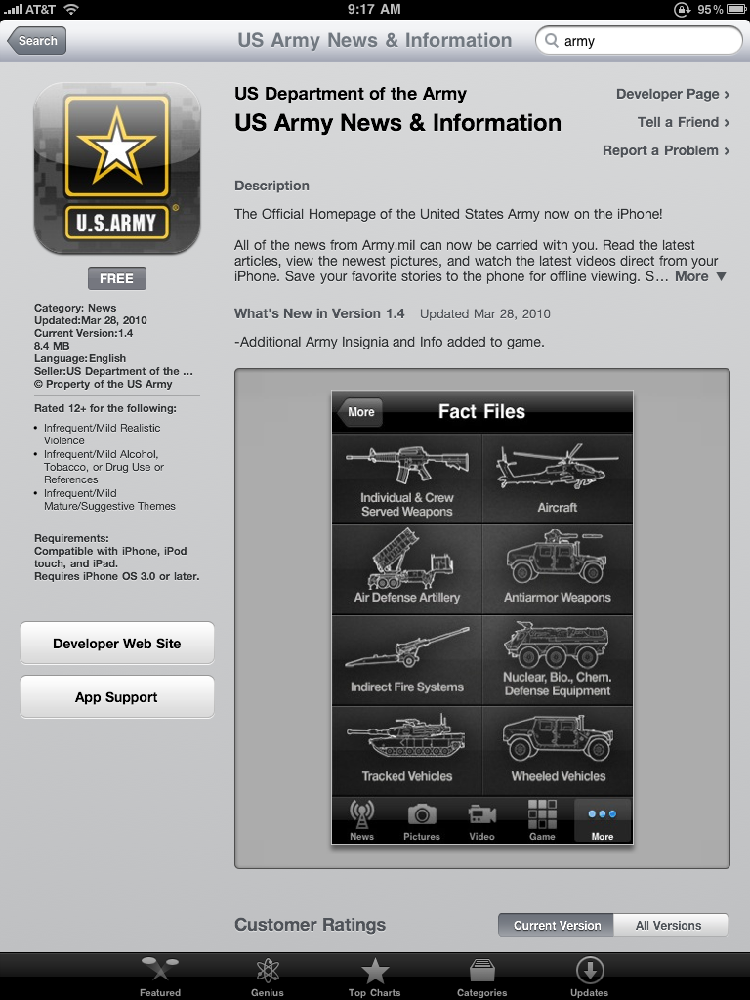 AT&T
9:17 AM
95%
Search
US Army News & Information
army
U.S.ARMY
®
FREE
Category: News
Updated:Mar 28, 2010
Current Version:1.4
8.4 MB
Language:English
Seller:US Department of the ...
© Property of the US Army
Rated 12+ for the following:
• Infrequent/Mild Realistic
Violence
• Infrequent/Mild Alcohol,
Tobacco, or Drug Use or
References
• Infrequent/Mild
Mature/Suggestive Themes
Requirements:
Compatible with iPhone, iPod
touch, and iPad.
Requires iPhone OS 3.0 or later.
Developer Web Site
App Support
US Department of the Army
US Army News & Information
Developer Page ›
Tell a Friend ›
Report a Problem ›
Description
The Official Homepage of the United States Army now on the iPhone!
All of the news from Army.mil can now be carried with you. Read the latest
articles, view the newest pictures, and watch the latest videos direct from your
iPhone. Save your favorite stories to the phone for offline viewing. S... More ▼
What's New in Version 1.4 Updated Mar 28, 2010
-Additional Army Insignia and Info added to game.
More
Fact Files
Individual & Crew
Served Weapons
Aircraft
Air Defense Artillery
Antiarmor Weapons
Indirect Fire Systems
Nuclear, Bio., Chem.
Defense Equipment
Tracked Vehicles
Wheeled Vehicles
News
Pictures
Video
Game
More
Customer Ratings
Current Version
All Versions
Featured
Genius
Top Charts
Categories
Updates